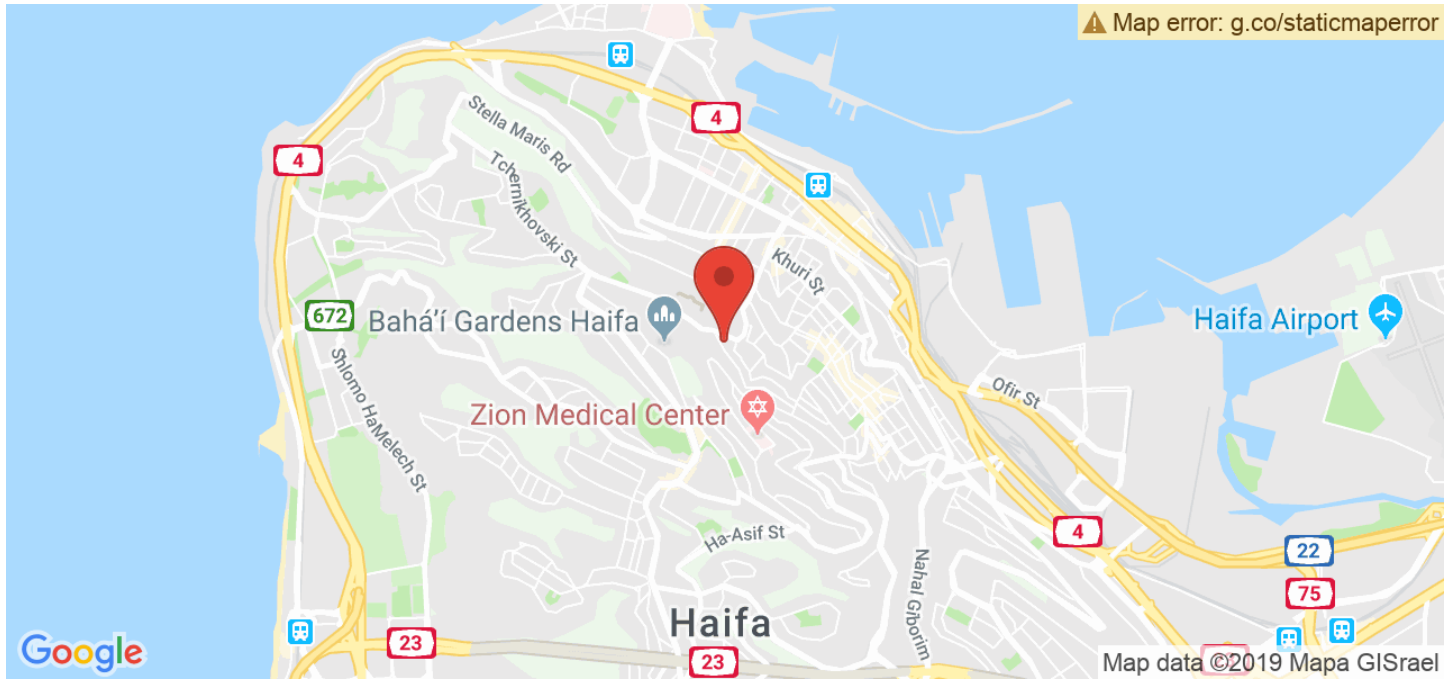 Map error: g.co/staticmaperror
4
4
Stella Maris Rd
Tchernikhovski St
Khuri St
672
Bahá’í Gardens Haifa
Haifa Airport
Shlomo HaMelech St
Ofir St
Zion Medical Center
Ha-Asif St
4
22
Nahal Giborim
75
Haifa
23
23
Google
Map data ©2019 Mapa GISrael